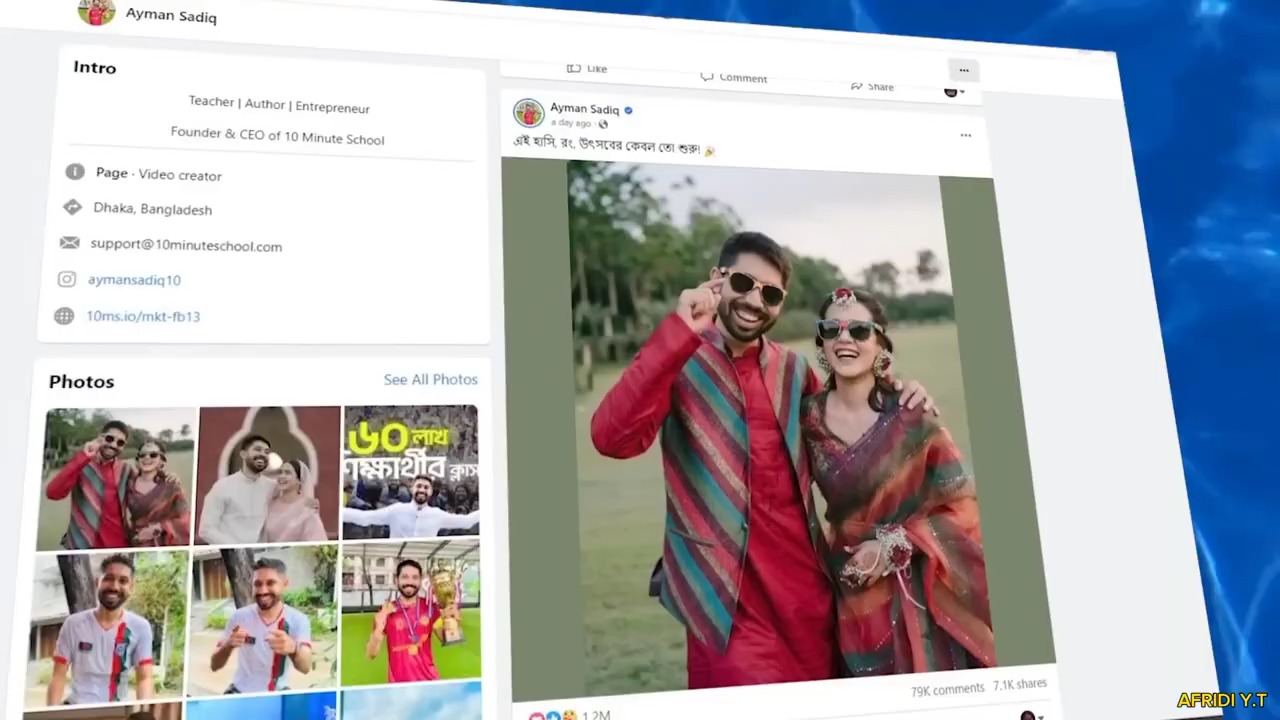 Ayman Sadiq
Intro
Teacher | Author | Entrepreneur
Founder & CEO of 10 Minute School
Page · Video creator
Dhaka, Bangladesh
support@10minuteschool.com
aymansadiq10
10ms.io/mkt-fb13
Photos
See All Photos
৬০ লাখ
শিক্ষার্থীর ক্লাস
Like
Comment
Share
Ayman Sadiq
a day ago ·
এই হাসি, রং, উৎসবের কেবল তো শুরু! 🎉
79K comments 7.1K shares
1.2M
AFRIDI Y.T